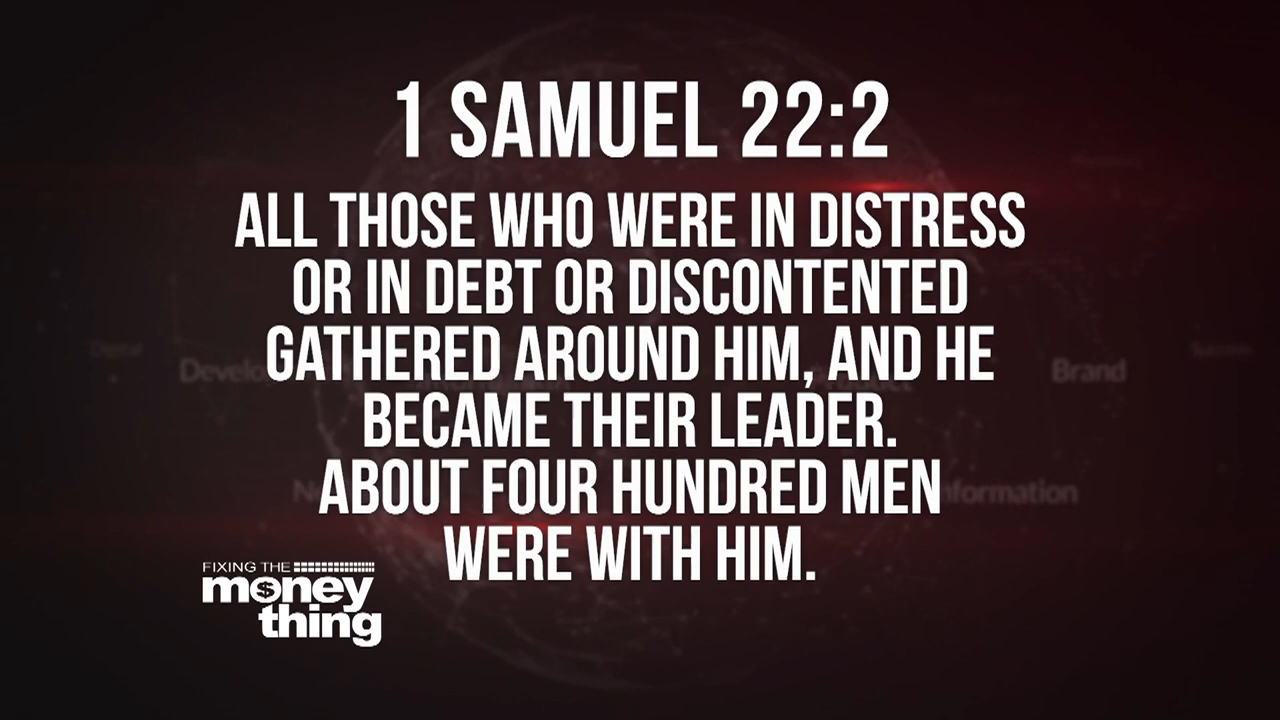 1 SAMUEL 22:2
ALL THOSE WHO WERE IN DISTRESS
OR IN DEBT OR DISCONTENTED
GATHERED AROUND HIM, AND HE
BECAME THEIR LEADER.
ABOUT FOUR HUNDRED MEN
WERE WITH HIM.
Brand
FIXING THE
money
thing